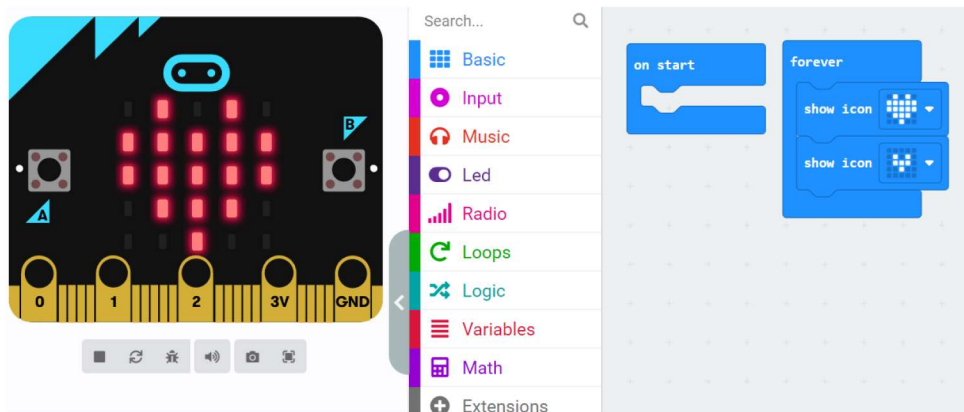 B
A
0 1 2 3V GND
Search...
Basic
Input
Music
Led
Radio
Loops
Logic
Variables
Math
Extensions
on start
forever
show icon
show icon